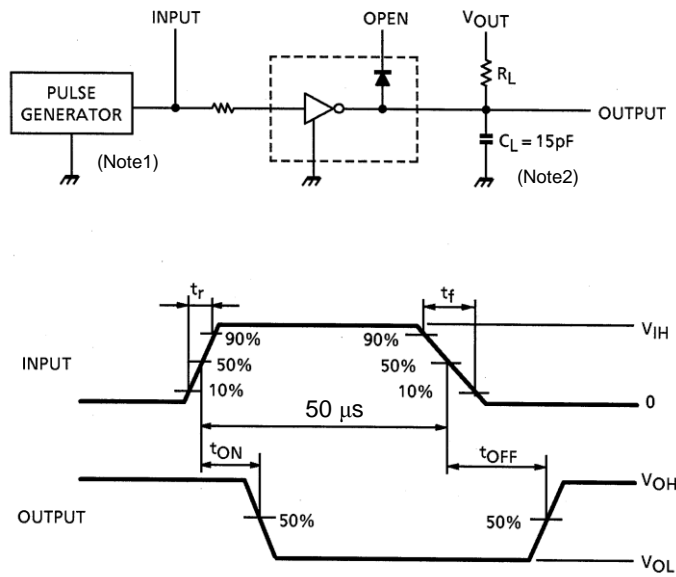 INPUT
OPEN
VOUT
RL
PULSE
GENERATOR
OUTPUT
CL = 15pF
(Note1)
(Note2)
tr
tf
VIH
90%
90%
INPUT
50%
50%
10%
10%
0
50 μs
tON
tOFF
VOH
OUTPUT
50%
50%
VOL